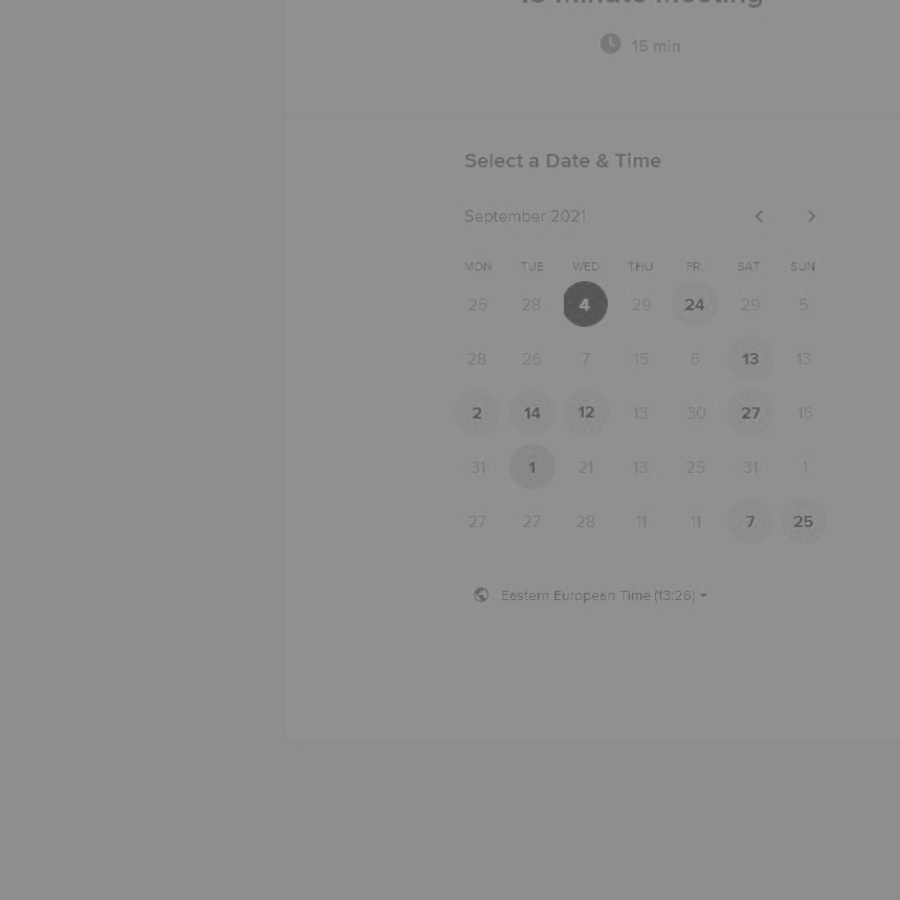 15 min
Select a Date & Time
September 2021
MON TUE WED THU FRI SAT SUN
25 28 4 29 24 29 5
28 26 7 15 6 13 13
2 14 12 13 30 27 16
31 1 21 13 25 31 1
27 27 28 11 11 7 25
Eastern European Time (13:26)